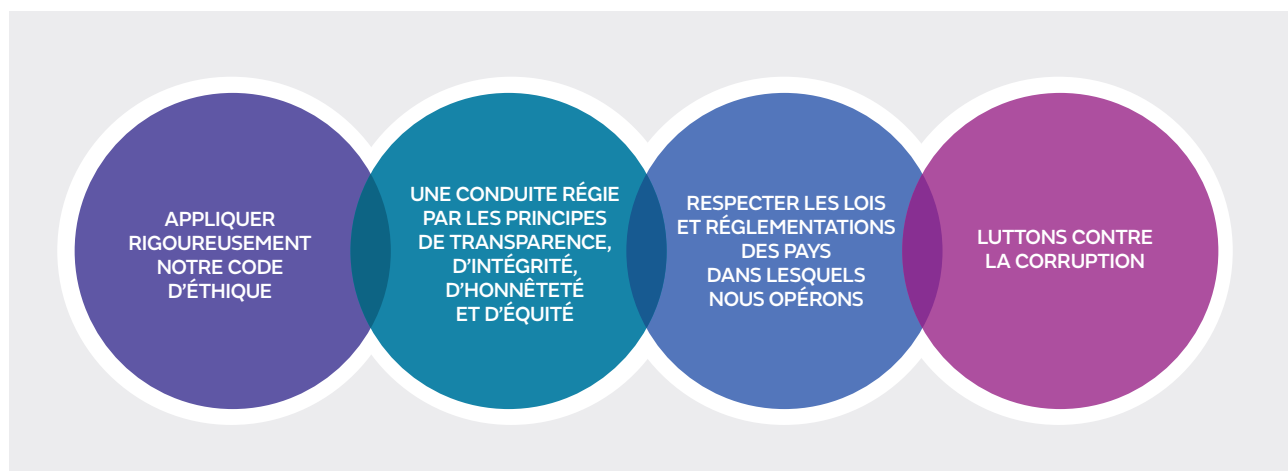 APPLIQUER
RIGOUREUSEMENT
NOTRE CODE
D'ÉTHIQUE
UNE CONDUITE RÉGIE
PAR LES PRINCIPES
DE TRANSPARENCE,
D'INTÉGRITÉ,
D'HONNÊTETÉ
ET D'ÉQUITÉ
RESPECTER LES LOIS
ET RÉGLEMENTATIONS
DES PAYS
DANS LESQUELS
NOUS OPÉRONS
LUTTONS CONTRE
LA CORRUPTION